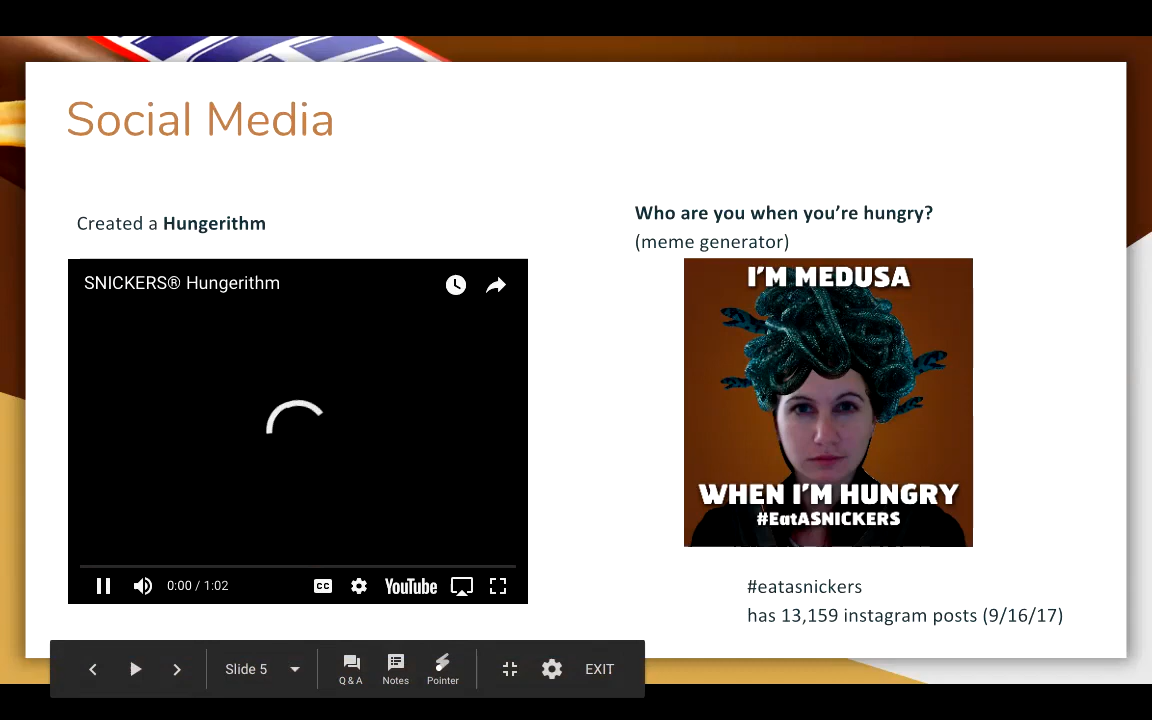 Social Media
Created a Hungerithm
SNICKERS® Hungerithm
0:00 / 1:02
CC
YouTube
Who are you when you're hungry?
(meme generator)
I'M MEDUSA
WHEN I'M HUNGRY
#EatASNICKERS
#eatasnickers
has 13,159 instagram posts (9/16/17)
Slide 5
Q & A
Notes
Pointer
EXIT